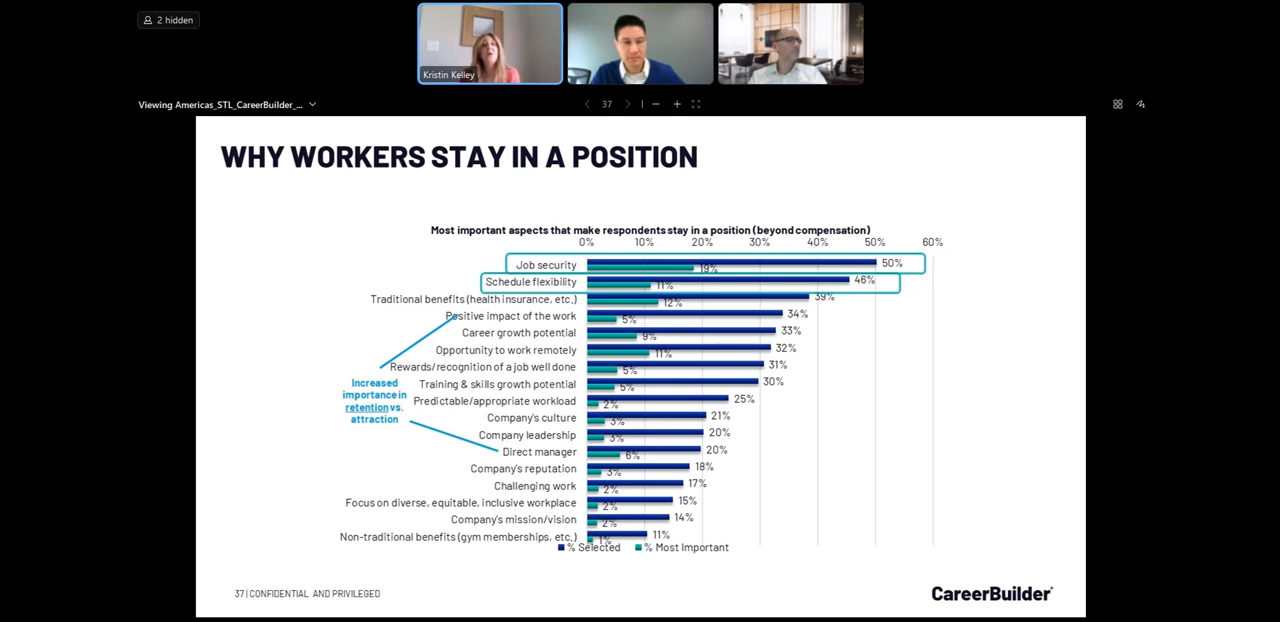 2 hidden
Kristin Kelley
Viewing Americas_STL_CareerBuilder_...
37
WHY WORKERS STAY IN A POSITION
Most important aspects that make respondents stay in a position (beyond compensation)
0% 10% 20% 30% 40% 50% 60%
Job security 50% 19%
Schedule flexibility 46% 11%
Traditional benefits (health insurance, etc.) 39% 12%
Positive impact of the work 34% 5%
Career growth potential 33% 9%
Opportunity to work remotely 32% 11%
Rewards/recognition of a job well done 31% 5%
Training & skills growth potential 30% 5%
Predictable/appropriate workload 25% 2%
Company's culture 21% 3%
Company leadership 20% 3%
Direct manager 20% 6%
Company's reputation 18% 3%
Challenging work 17% 2%
Focus on diverse, equitable, inclusive workplace 15% 2%
Company's mission/vision 14% 2%
Non-traditional benefits (gym memberships, etc.) 11% 1%
% Selected % Most Important
Increased
importance in
retention vs.
attraction
37 | CONFIDENTIAL AND PRIVILEGED
CareerBuilder